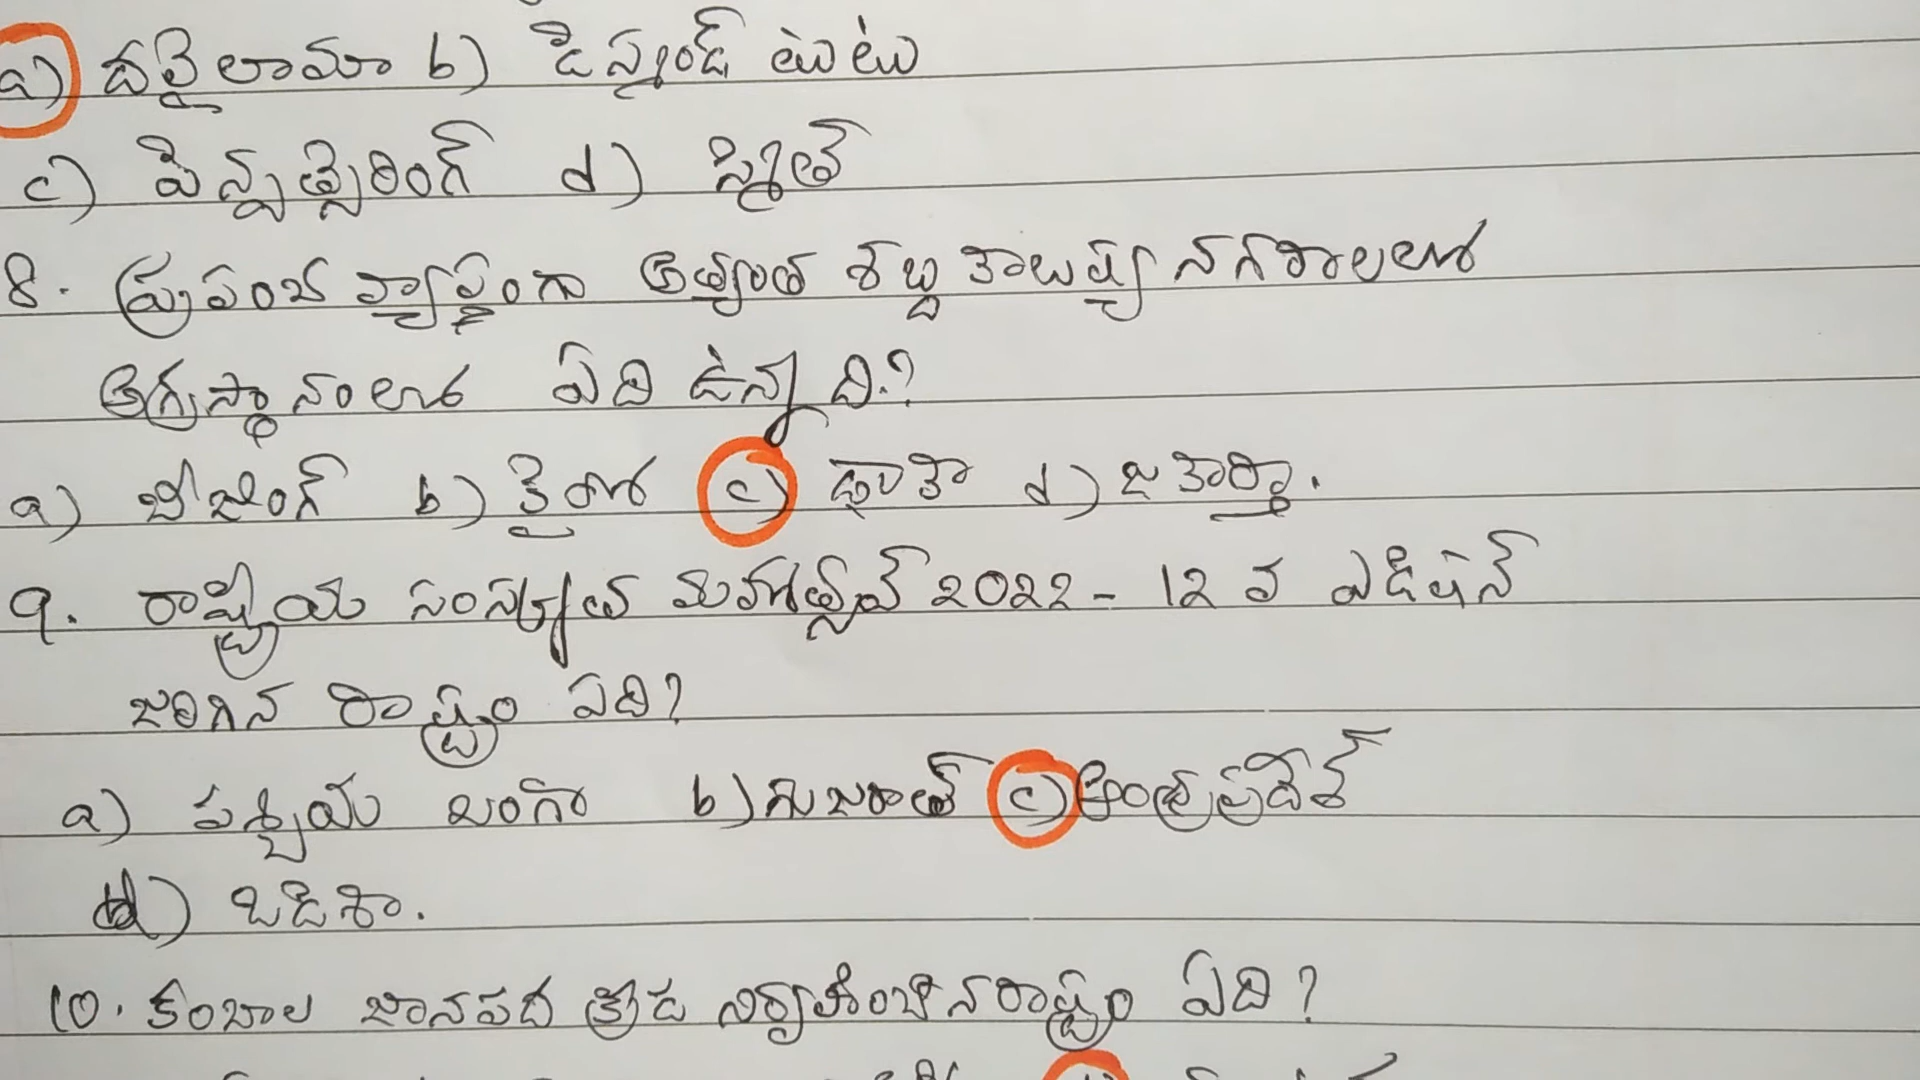 a) దలైలామా b) డెస్మండ్ టుటు
c) పెన్పుత్సెరింగ్ d)
8. ప్రపంచ వ్యాప్తంగా అత్యంత శబ్ద కాలుష్య నగరాలలో
అగ్రస్థానంలో ఏది ఉన్నది.?
a) బీజింగ్ b) కైరో c) ఢాకా d) జకార్తా.
9. రాష్ట్రీయ సంస్కృత మహోత్సవ్ 2022 - 12 వ ఎడిషన్
జరిగిన రాష్ట్రం ఏది?
a) పశ్చిమ బంగా b) గుజరాత్ c) ఆంధ్రప్రదేశ్
d) ఒడిశా.
10. కంబాల జానపద క్రీడ నిర్వహించిన రాష్ట్రం ఏది?